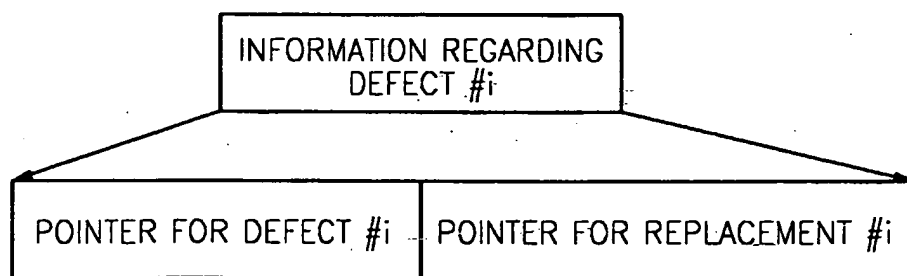 INFORMATION REGARDING
DEFECT #i
POINTER FOR DEFECT #i
POINTER FOR REPLACEMENT #i